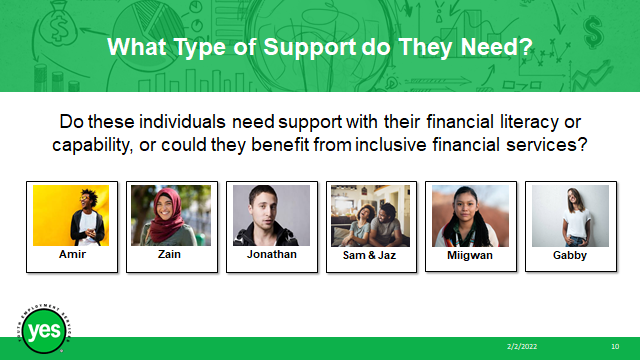 What Type of Support do They Need?
Do these individuals need support with their financial literacy or
capability, or could they benefit from inclusive financial services?
Amir
Zain
Jonathan
Sam & Jaz
Miigwan
Gabby
YOUTH EMPLOYMENT SERVICES
yes
2/2/2022
10